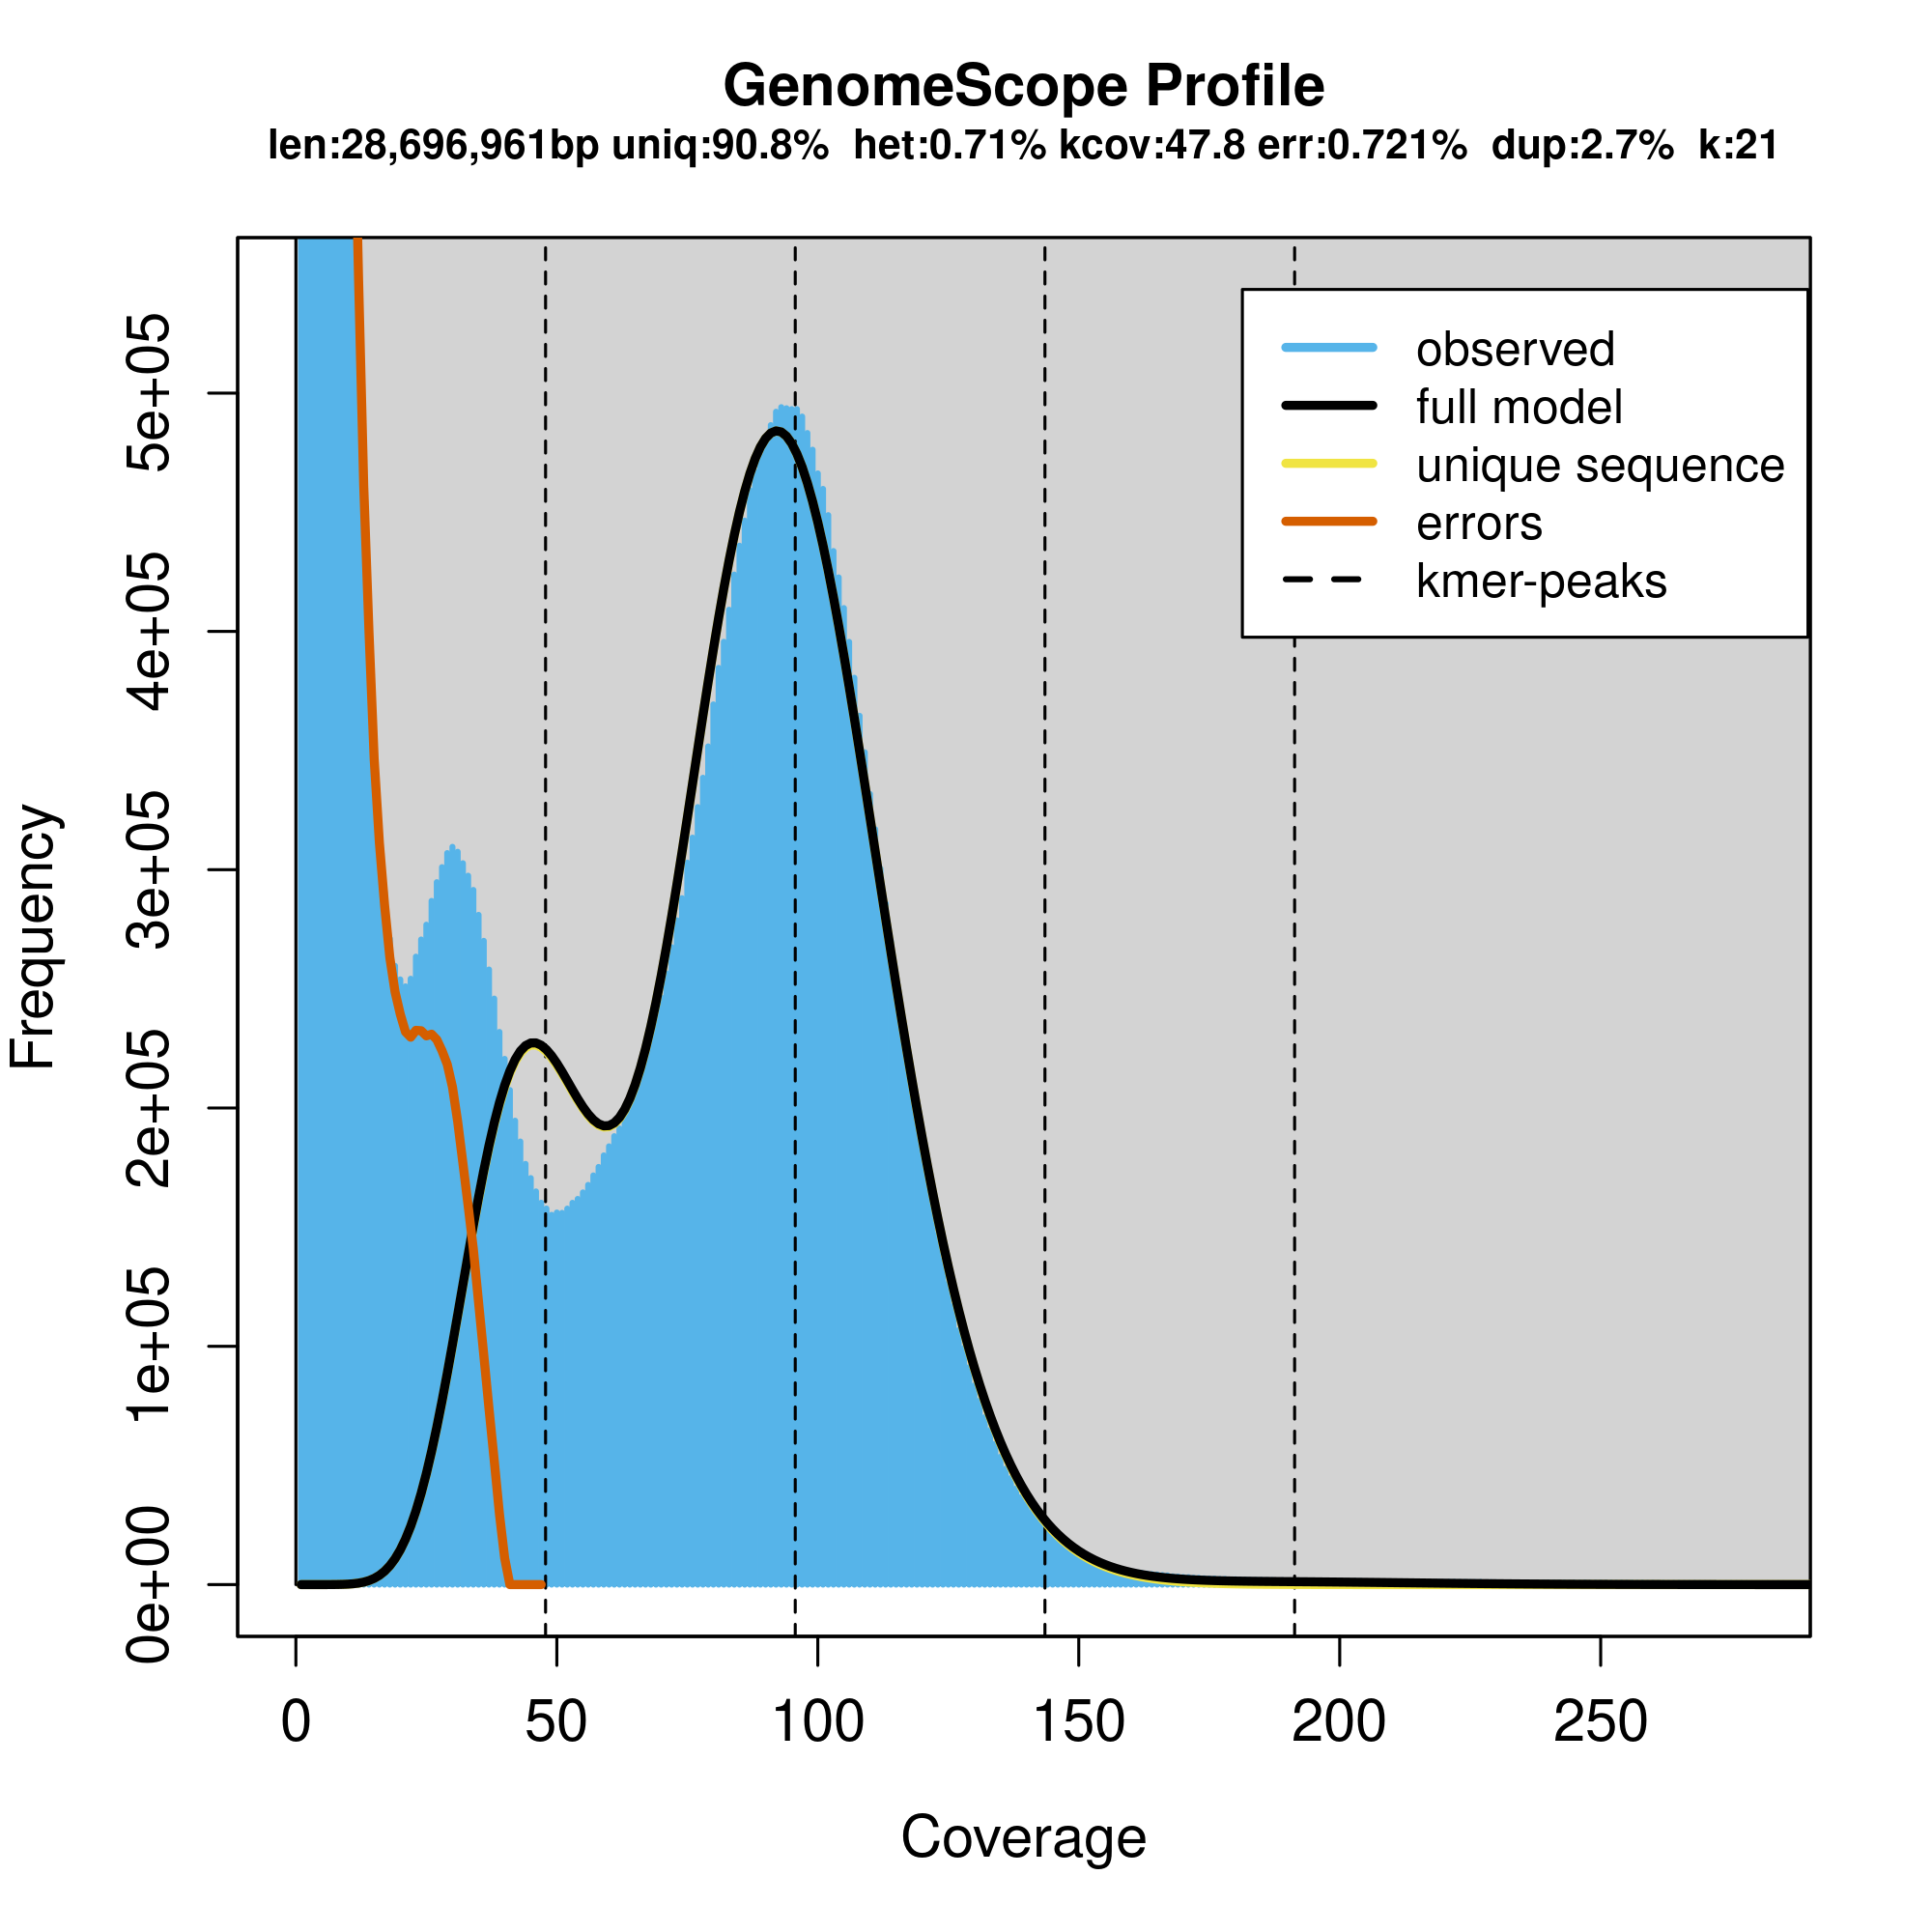 GenomeScope Profile
len:28,696,961bp uniq:90.8% het:0.71% kcov:47.8 err:0.721% dup:2.7% k:21
observed
full model
unique sequence
errors
kmer-peaks
Frequency
5e+05
4e+05
3e+05
2e+05
1e+05
0e+00
0 50 100 150 200 250
Coverage